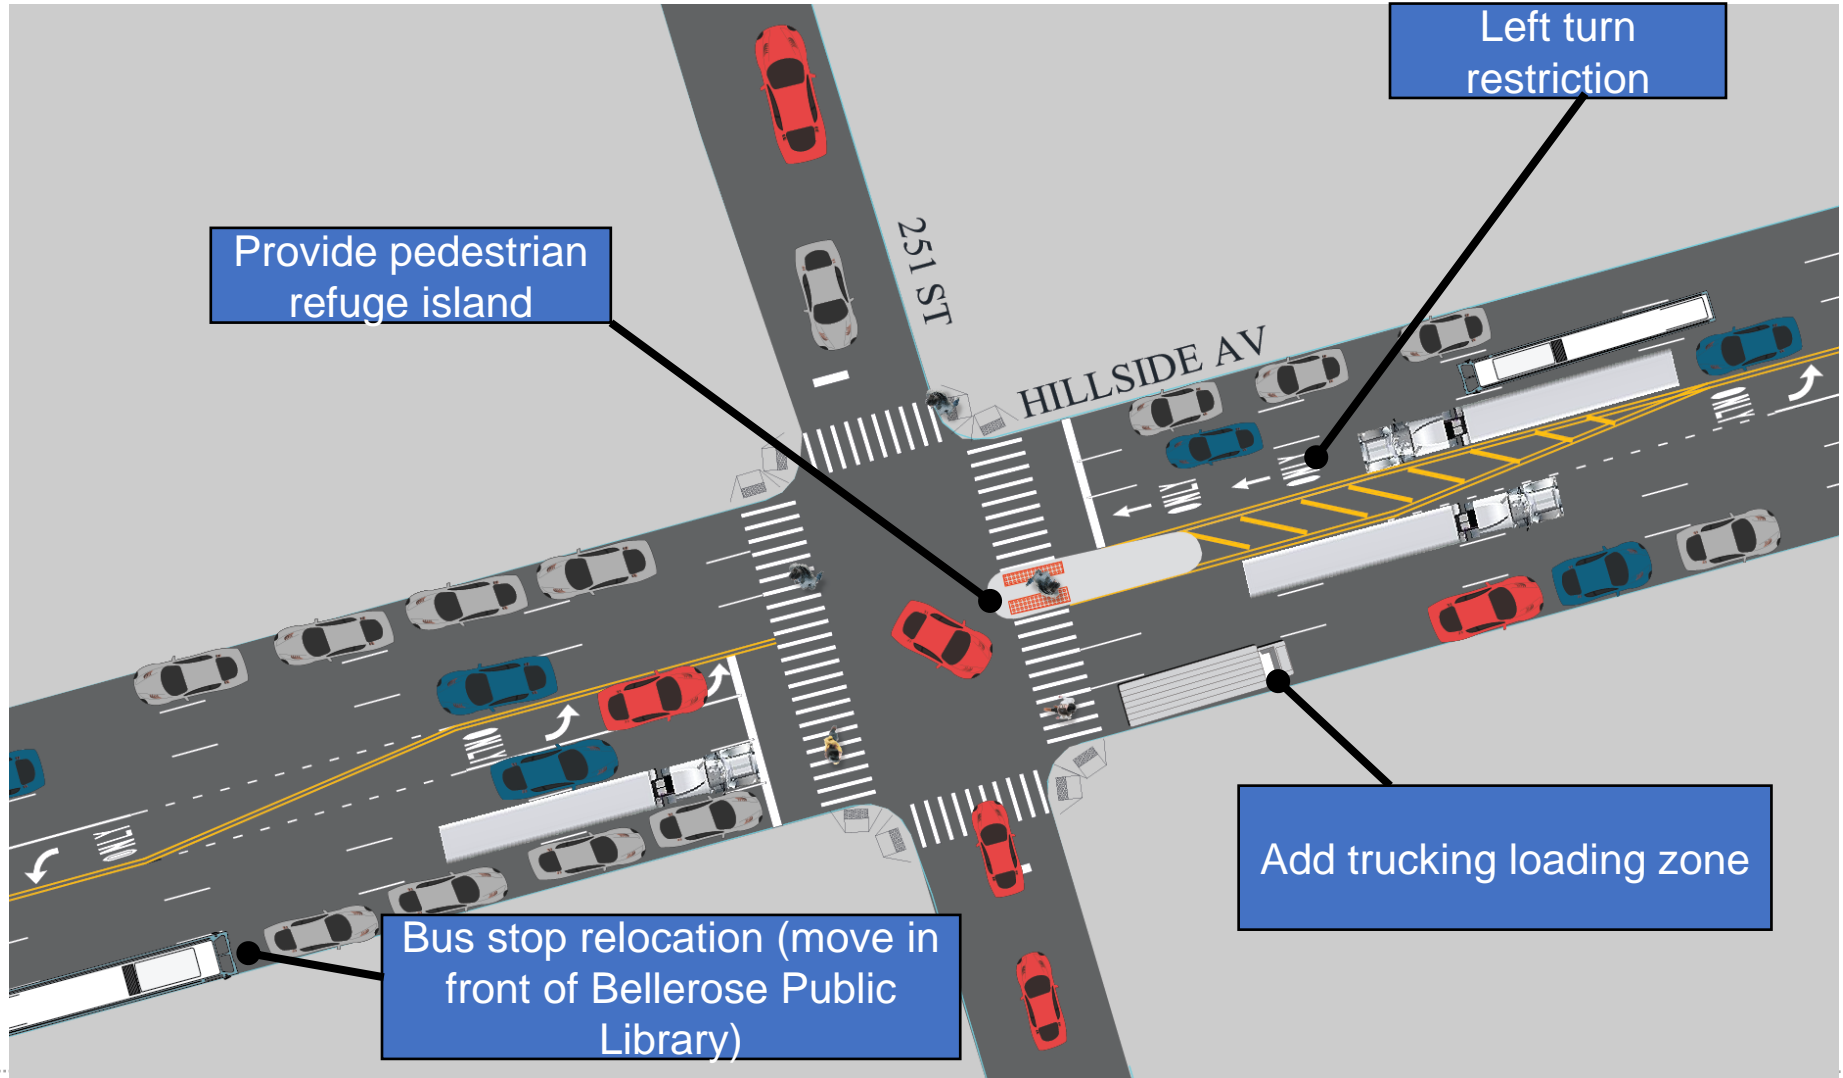 Left turn
restriction
Provide pedestrian
refuge island
251 ST
HILLSIDE AV
ONLY
ONLY
ONLY
ONLY
ONLY
Add trucking loading zone
Bus stop relocation (move in
front of Bellerose Public
Library)